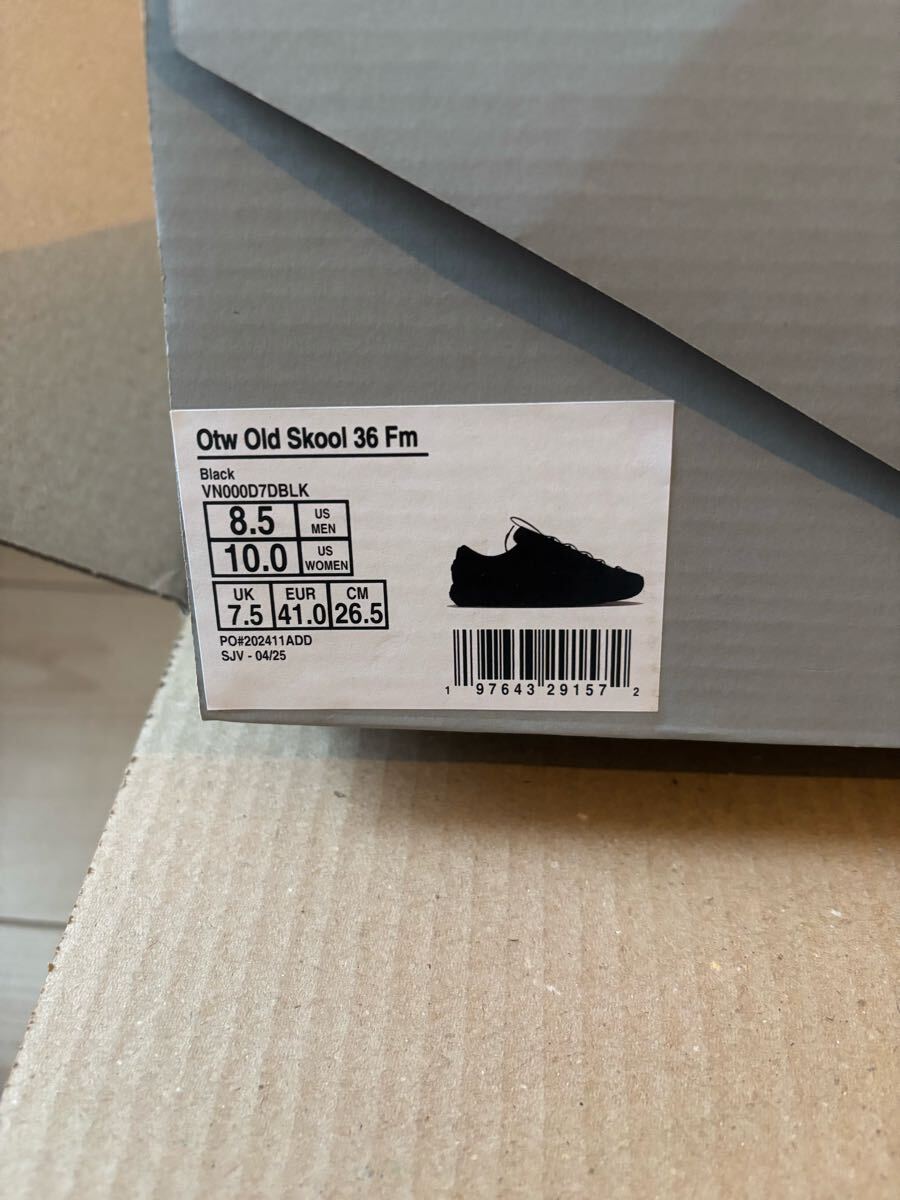 Otw Old Skool 36 Fm
Black
VN000D7DBLK
8.5 US MEN
10.0 US WOMEN
UK EUR CM
7.5 41.0 26.5
PO#202411ADD
SJV - 04/25
1 97643 29157 2